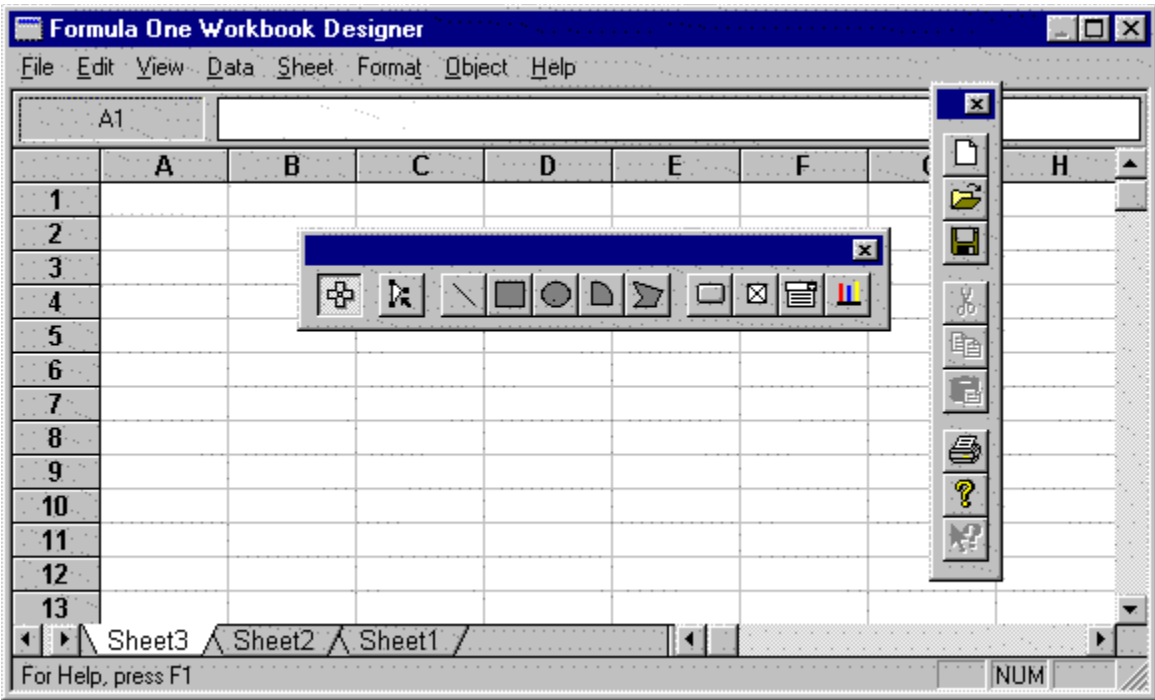 Formula One Workbook Designer
File Edit View Data Sheet Format Object Help
A1
A B C D E F H
1
2
3
4
5
6
7
8
9
10
11
12
13
Sheet3 Sheet2 Sheet1
For Help, press F1 NUM